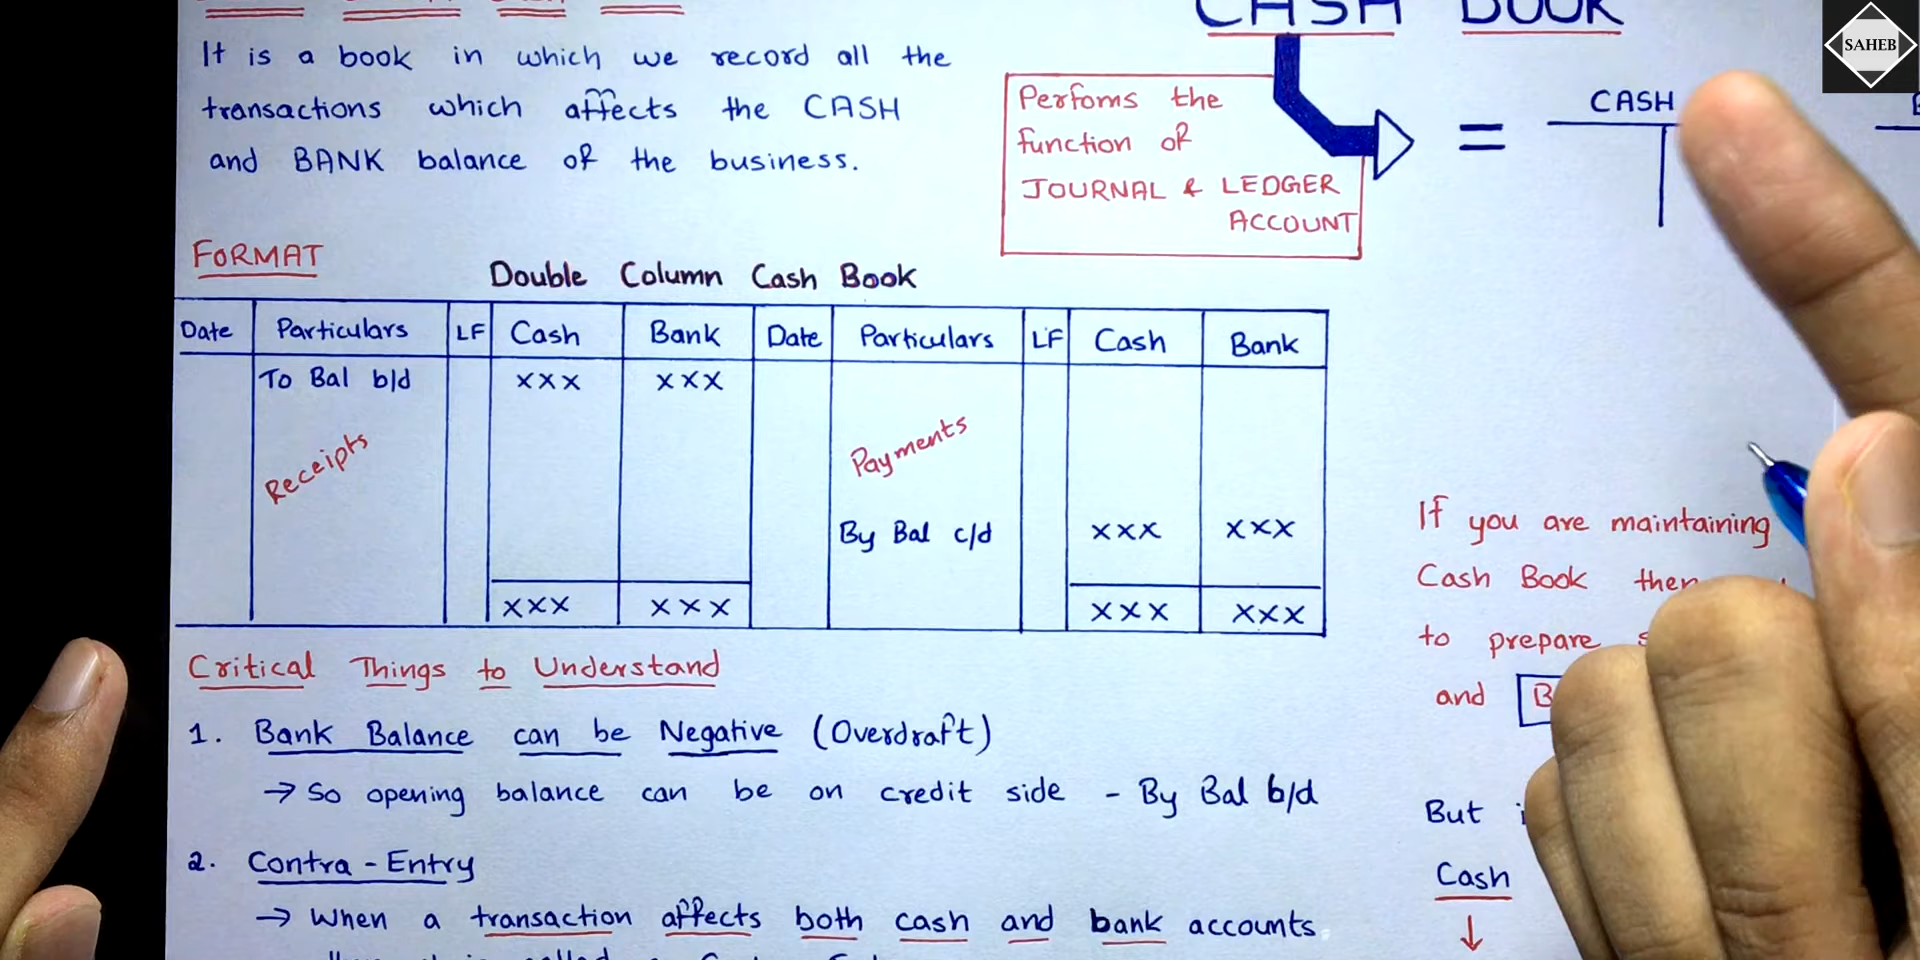 It is a book in which we record all the
transactions which affects the CASH
and BANK balance of the business.
FORMAT
Double Column Cash Book
Date Particulars LF Cash Bank Date Particulars LF Cash Bank
To Bal b/d xxx xxx
Receipts
Payments
By Bal c/d xxx xxx
xxx xxx xxx xxx
Critical Things to Understand
1. Bank Balance can be Negative (Overdraft)
→ So opening balance can be on credit side - By Bal b/d
2. Contra - Entry
→ When a transaction affects both cash and bank accounts
CASH BOOK
Perfoms the
function of
JOURNAL & LEDGER
ACCOUNT
=
CASH
If you are maintaining
Cash Book then
to prepare
and
But
Cash
↓
SAHEB